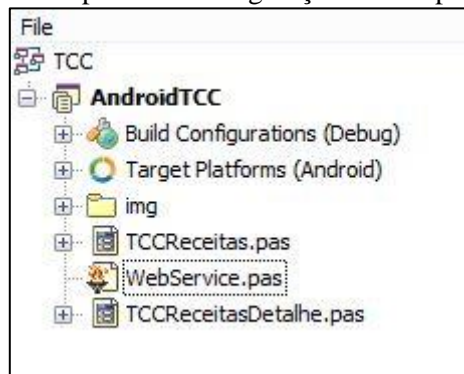 File
TCC
AndroidTCC
Build Configurations (Debug)
Target Platforms (Android)
img
TCCReceitas.pas
WebService.pas
TCCReceitasDetalhe.pas